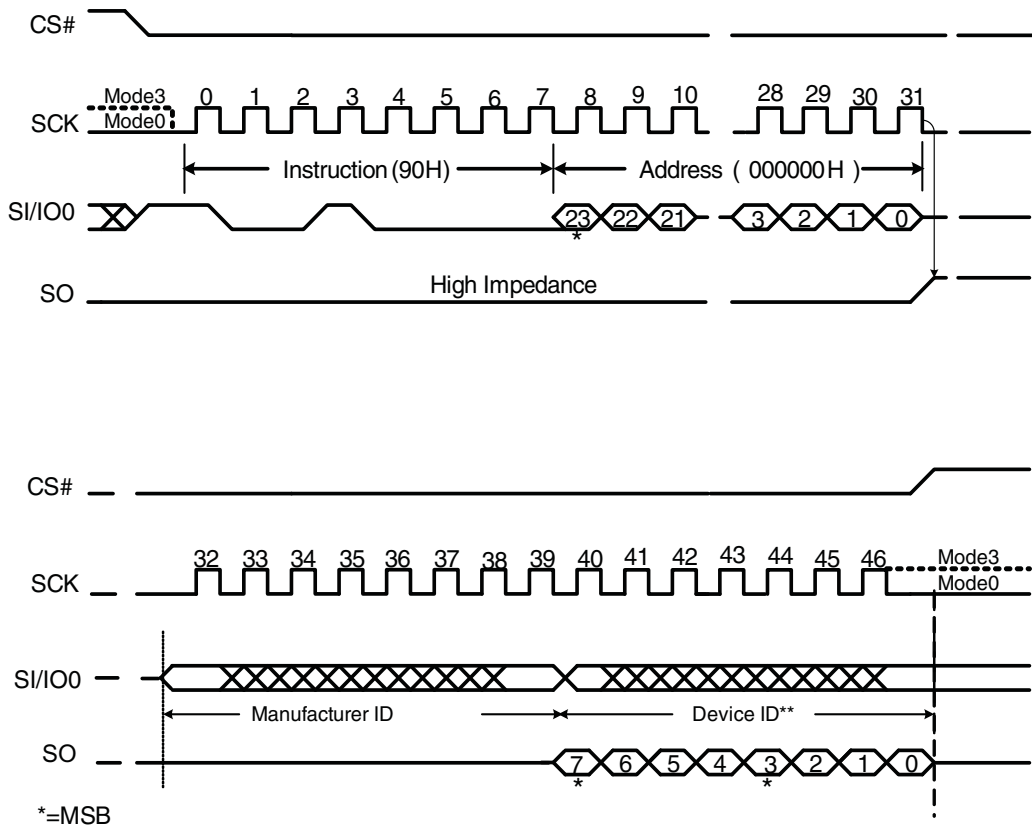 CS#
Mode3
Mode0
SCK
0 1 2 3 4 5 6 7 8 9 10 28 29 30 31
Instruction (90H)
Address ( 000000H )
SI/IO0
23 22 21 3 2 1 0
*
High Impedance
SO
CS#
32 33 34 35 36 37 38 39 40 41 42 43 44 45 46
Mode3
Mode0
SCK
SI/IO0
Manufacturer ID
Device ID**
SO
7 6 5 4 3 2 1 0
* *
*=MSB